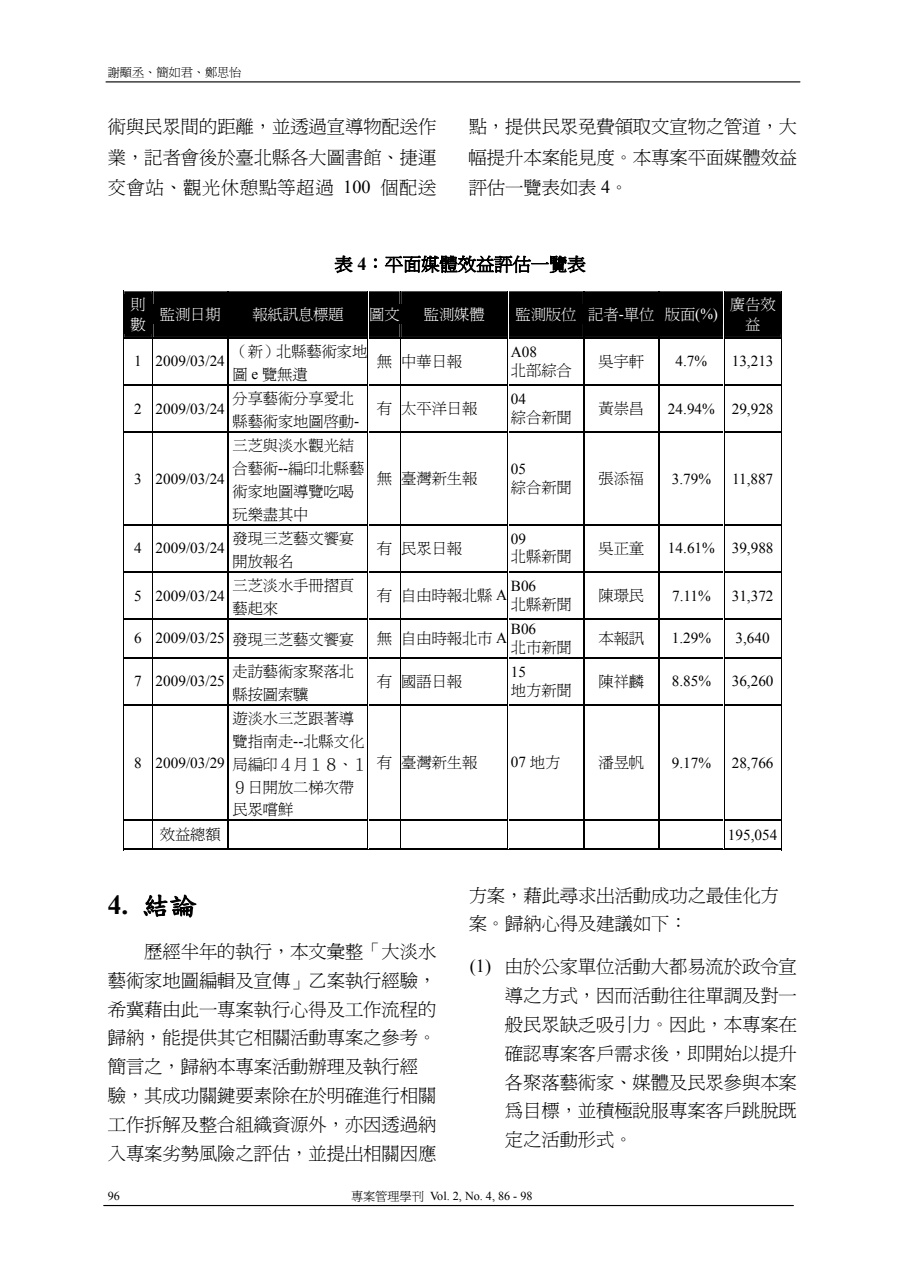 謝顒丞、簡如君、鄭思怡
術與民眾間的距離，並透過宣導物配送作
業，記者會後於臺北縣各大圖書館、捷運
交會站、觀光休憩點等超過 100 個配送
點，提供民眾免費領取文宣物之管道，大
幅提升本案能見度。本專案平面媒體效益
評估一覽表如表 4。
表 4：平面媒體效益評估一覽表
則數 監測日期 報紙訊息標題 圖文 監測媒體 監測版位 記者-單位 版面(%) 廣告效益
1 2009/03/24 （新）北縣藝術家地圖 e 覽無遺 無 中華日報 A08 北部綜合 吳宇軒 4.7% 13,213
2 2009/03/24 分享藝術分享愛北縣藝術家地圖啓動- 有 太平洋日報 04 綜合新聞 黃崇昌 24.94% 29,928
3 2009/03/24 三芝與淡水觀光結合藝術--編印北縣藝術家地圖導覽吃喝玩樂盡其中 無 臺灣新生報 05 綜合新聞 張添福 3.79% 11,887
4 2009/03/24 發現三芝藝文饗宴開放報名 有 民眾日報 09 北縣新聞 吳正童 14.61% 39,988
5 2009/03/24 三芝淡水手冊摺頁藝起來 有 自由時報北縣 A B06 北縣新聞 陳璟民 7.11% 31,372
6 2009/03/25 發現三芝藝文饗宴 無 自由時報北市 A B06 北市新聞 本報訊 1.29% 3,640
7 2009/03/25 走訪藝術家聚落北縣按圖索驥 有 國語日報 15 地方新聞 陳祥麟 8.85% 36,260
8 2009/03/29 遊淡水三芝跟著導覽指南走--北縣文化局編印４月１８、１９日開放二梯次帶民眾嚐鮮 有 臺灣新生報 07 地方 潘昱帆 9.17% 28,766
效益總額 195,054
4. 結論
歷經半年的執行，本文彙整「大淡水
藝術家地圖編輯及宣傳」乙案執行經驗，
希冀藉由此一專案執行心得及工作流程的
歸納，能提供其它相關活動專案之參考。
簡言之，歸納本專案活動辦理及執行經
驗，其成功關鍵要素除在於明確進行相關
工作拆解及整合組織資源外，亦因透過納
入專案劣勢風險之評估，並提出相關因應
方案，藉此尋求出活動成功之最佳化方
案。歸納心得及建議如下：
(1) 由於公家單位活動大都易流於政令宣
導之方式，因而活動往往單調及對一
般民眾缺乏吸引力。因此，本專案在
確認專案客戶需求後，即開始以提升
各聚落藝術家、媒體及民眾參與本案
爲目標，並積極說服專案客戶跳脫既
定之活動形式。
96 專案管理學刊 Vol. 2, No. 4, 86 - 98